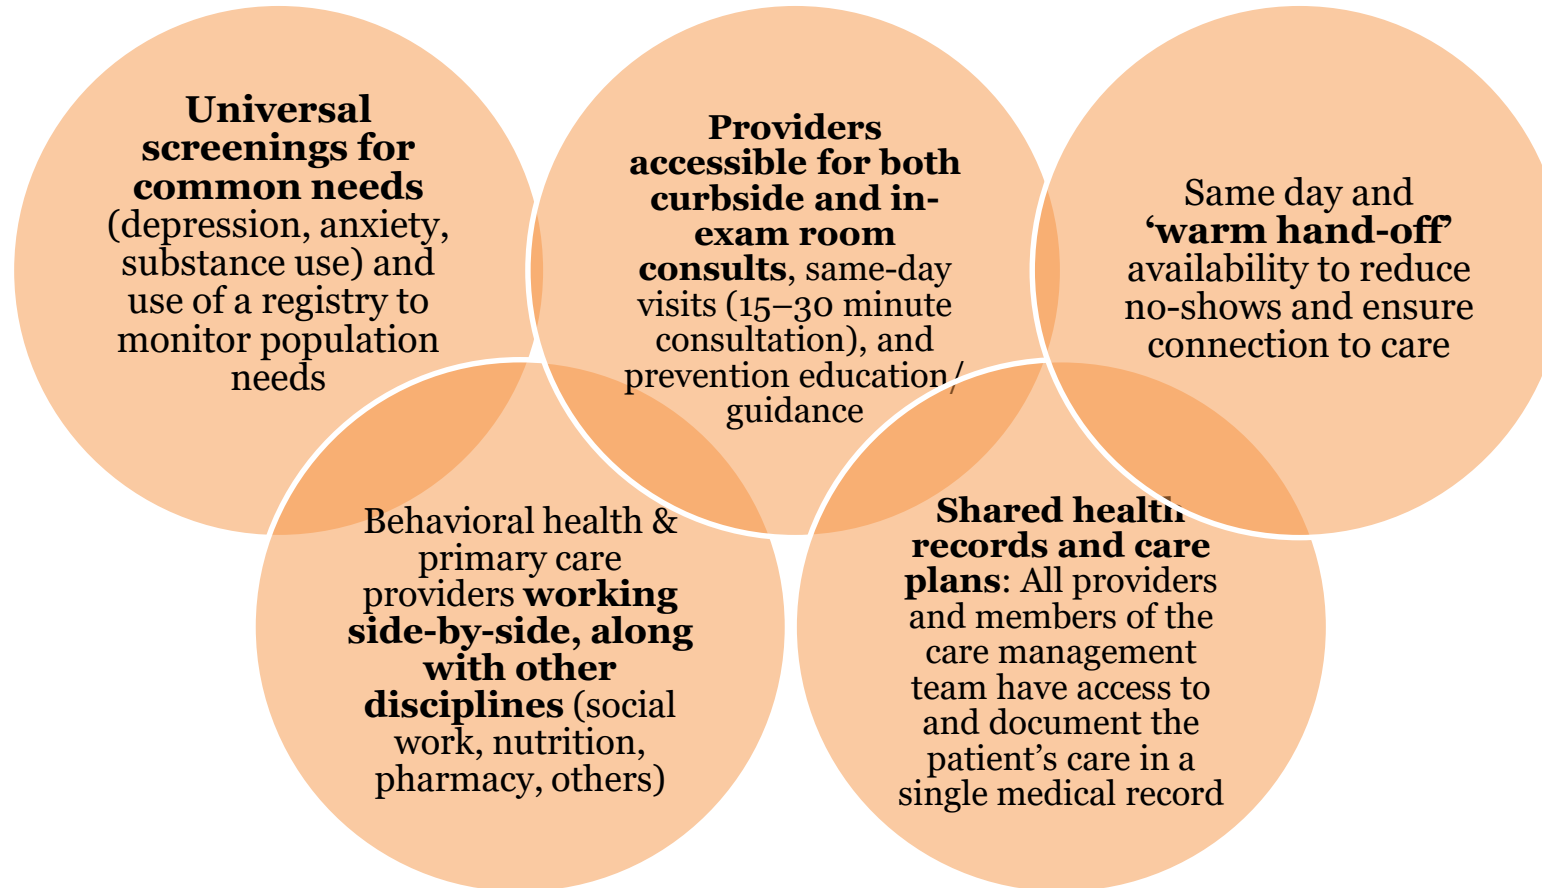 Universal
screenings for
common needs
(depression, anxiety,
substance use) and
use of a registry to
monitor population
needs
Providers
accessible for both
curbside and in-
exam room
consults, same-day
visits (15–30 minute
consultation), and
prevention education/
guidance
Same day and
‘warm hand-off’
availability to reduce
no-shows and ensure
connection to care
Behavioral health &
primary care
providers working
side-by-side, along
with other
disciplines (social
work, nutrition,
pharmacy, others)
Shared health
records and care
plans: All providers
and members of the
care management
team have access to
and document the
patient’s care in a
single medical record